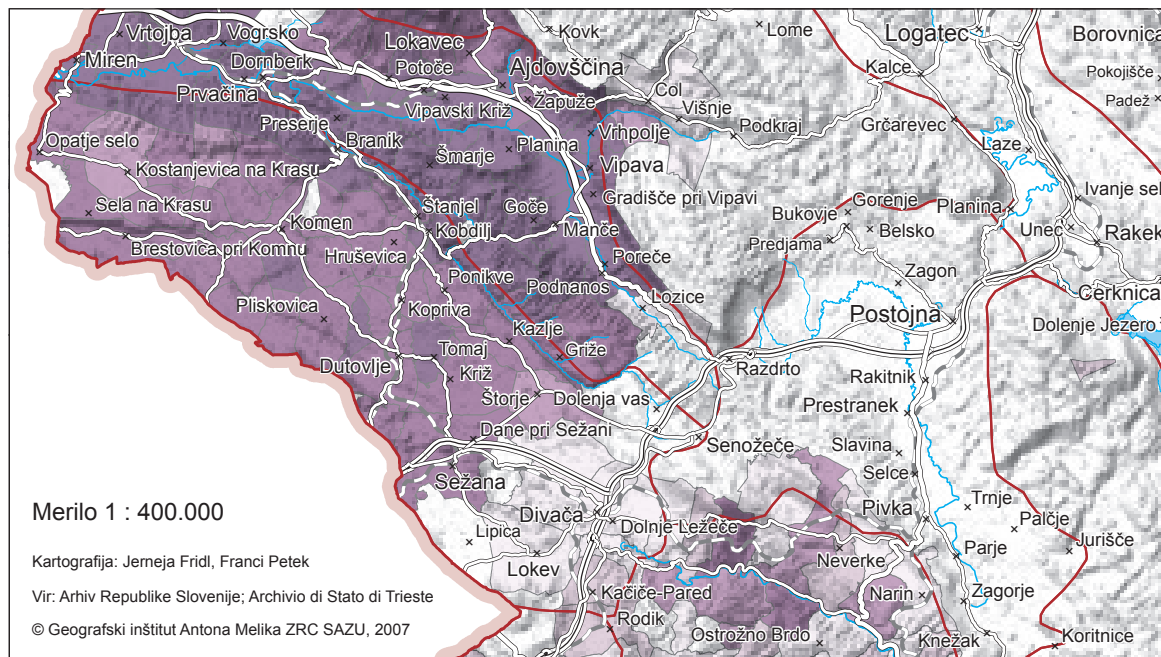 Vrtojba
Vogrsko
Lokavec
Kovk
Lome
Logatec
Borovnica
Miren
Dornberk
Potoče
Ajdovščina
Kalce
Pokojišče
Prvačina
Vipavski Križ
Žapuže
Col
Višnje
Padež
Preserje
Branik
Vrhpolje
Podkraj
Grčarevec
Opatje selo
Šmarje
Planina
Laze
Kostanjevica na Krasu
Vipava
Gradišče pri Vipavi
Ivanje sel
Sela na Krasu
Štanjel
Goče
Gorenje
Bukovje
Planina
Komen
Kobdilj
Manče
Belsko
Unec
Rakek
Brestovica pri Komnu
Hruševica
Predjama
Poreče
Ponikve
Podnanos
Zagon
Lozice
Cerknica
Pliskovica
Kopriva
Postojna
Dolenje Jezero
Kazlje
Dutovlje
Tomaj
Griže
Razdrto
Križ
Rakitnik
Štorje
Dolenja vas
Prestranek
Dane pri Sežani
Senožeče
Slavina
Sežana
Selce
Merilo 1 : 400.000
Divača
Dolnje Ležeče
Pivka
Trnje
Palčje
Lipica
Jurišče
Kartografija: Jerneja Fridl, Franci Petek
Lokev
Neverke
Parje
Vir: Arhiv Republike Slovenije; Archivio di Stato di Trieste
Kačiče-Pared
Narin
Zagorje
© Geografski inštitut Antona Melika ZRC SAZU, 2007
Rodik
Ostrožno Brdo
Knežak
Koritnice